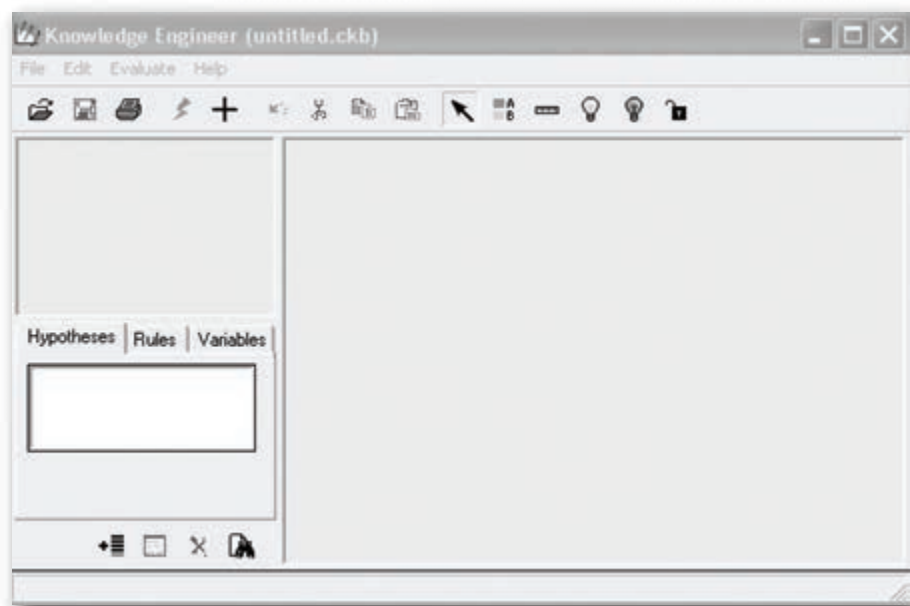 Knowledge Engineer (untitled.ckb)
File Edit Evaluate Help
A
B
Hypotheses Rules Variables